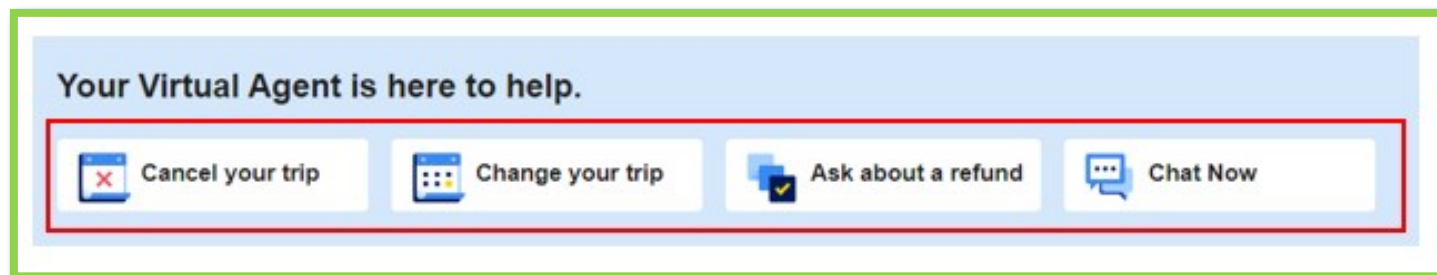 Your Virtual Agent is here to help.
Cancel your trip
Change your trip
Ask about a refund
Chat Now